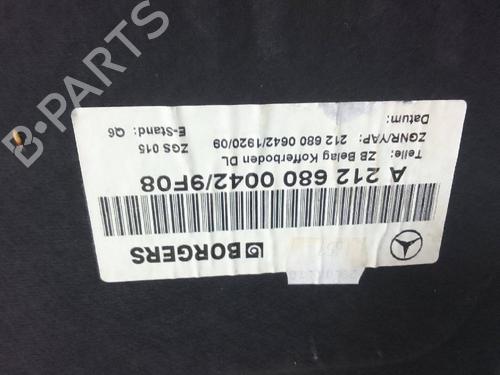 B-PARTS
BORGERS
A 212 680 0042/9F08
Teile: ZB Belag Kofferboden DL
ZGNR/YAP: 212 680 0642/1920/09
ZGS 015
Datum:
E-Stand: Q6